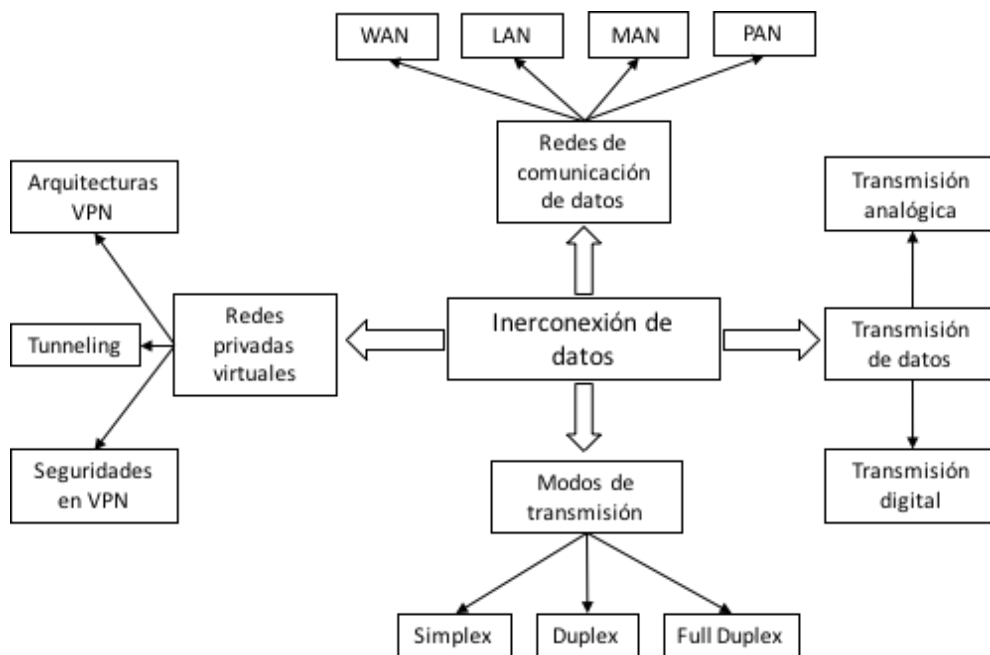 WAN
LAN
MAN
PAN
Redes de
comunicación
de datos
Arquitecturas
VPN
Transmisión
analógica
Redes
privadas
virtuales
Inerconexión de
datos
Tunneling
Transmisión
de datos
Seguridades
en VPN
Modos de
transmisión
Transmisión
digital
Simplex
Duplex
Full Duplex